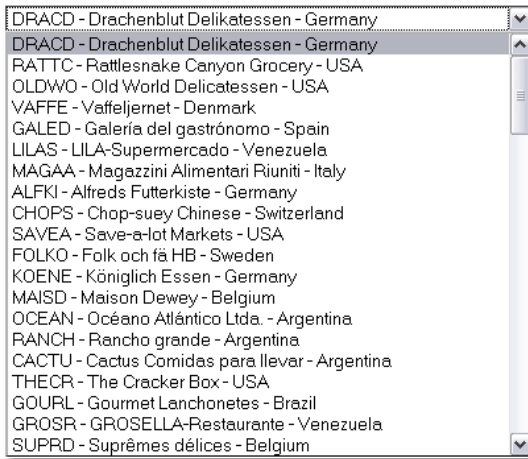 DRACD - Drachenblut Delikatessen - Germany
DRACD - Drachenblut Delikatessen - Germany
RATTC - Rattlesnake Canyon Grocery - USA
OLDWO - Old World Delicatessen - USA
VAFFE - Vaffeljernet - Denmark
GALED - Galería del gastrónomo - Spain
LILAS - LILA-Supermercado - Venezuela
MAGAA - Magazzini Alimentari Riuniti - Italy
ALFKI - Alfreds Futterkiste - Germany
CHOPS - Chop-suey Chinese - Switzerland
SAVEA - Save-a-lot Markets - USA
FOLKO - Folk och fä HB - Sweden
KOENE - Königlich Essen - Germany
MAISD - Maison Dewey - Belgium
OCEAN - Océano Atlántico Ltda. - Argentina
RANCH - Rancho grande - Argentina
CACTU - Cactus Comidas para llevar - Argentina
THECR - The Cracker Box - USA
GOURL - Gourmet Lanchonetes - Brazil
GROSR - GROSELLA-Restaurante - Venezuela
SUPRD - Suprêmes délices - Belgium